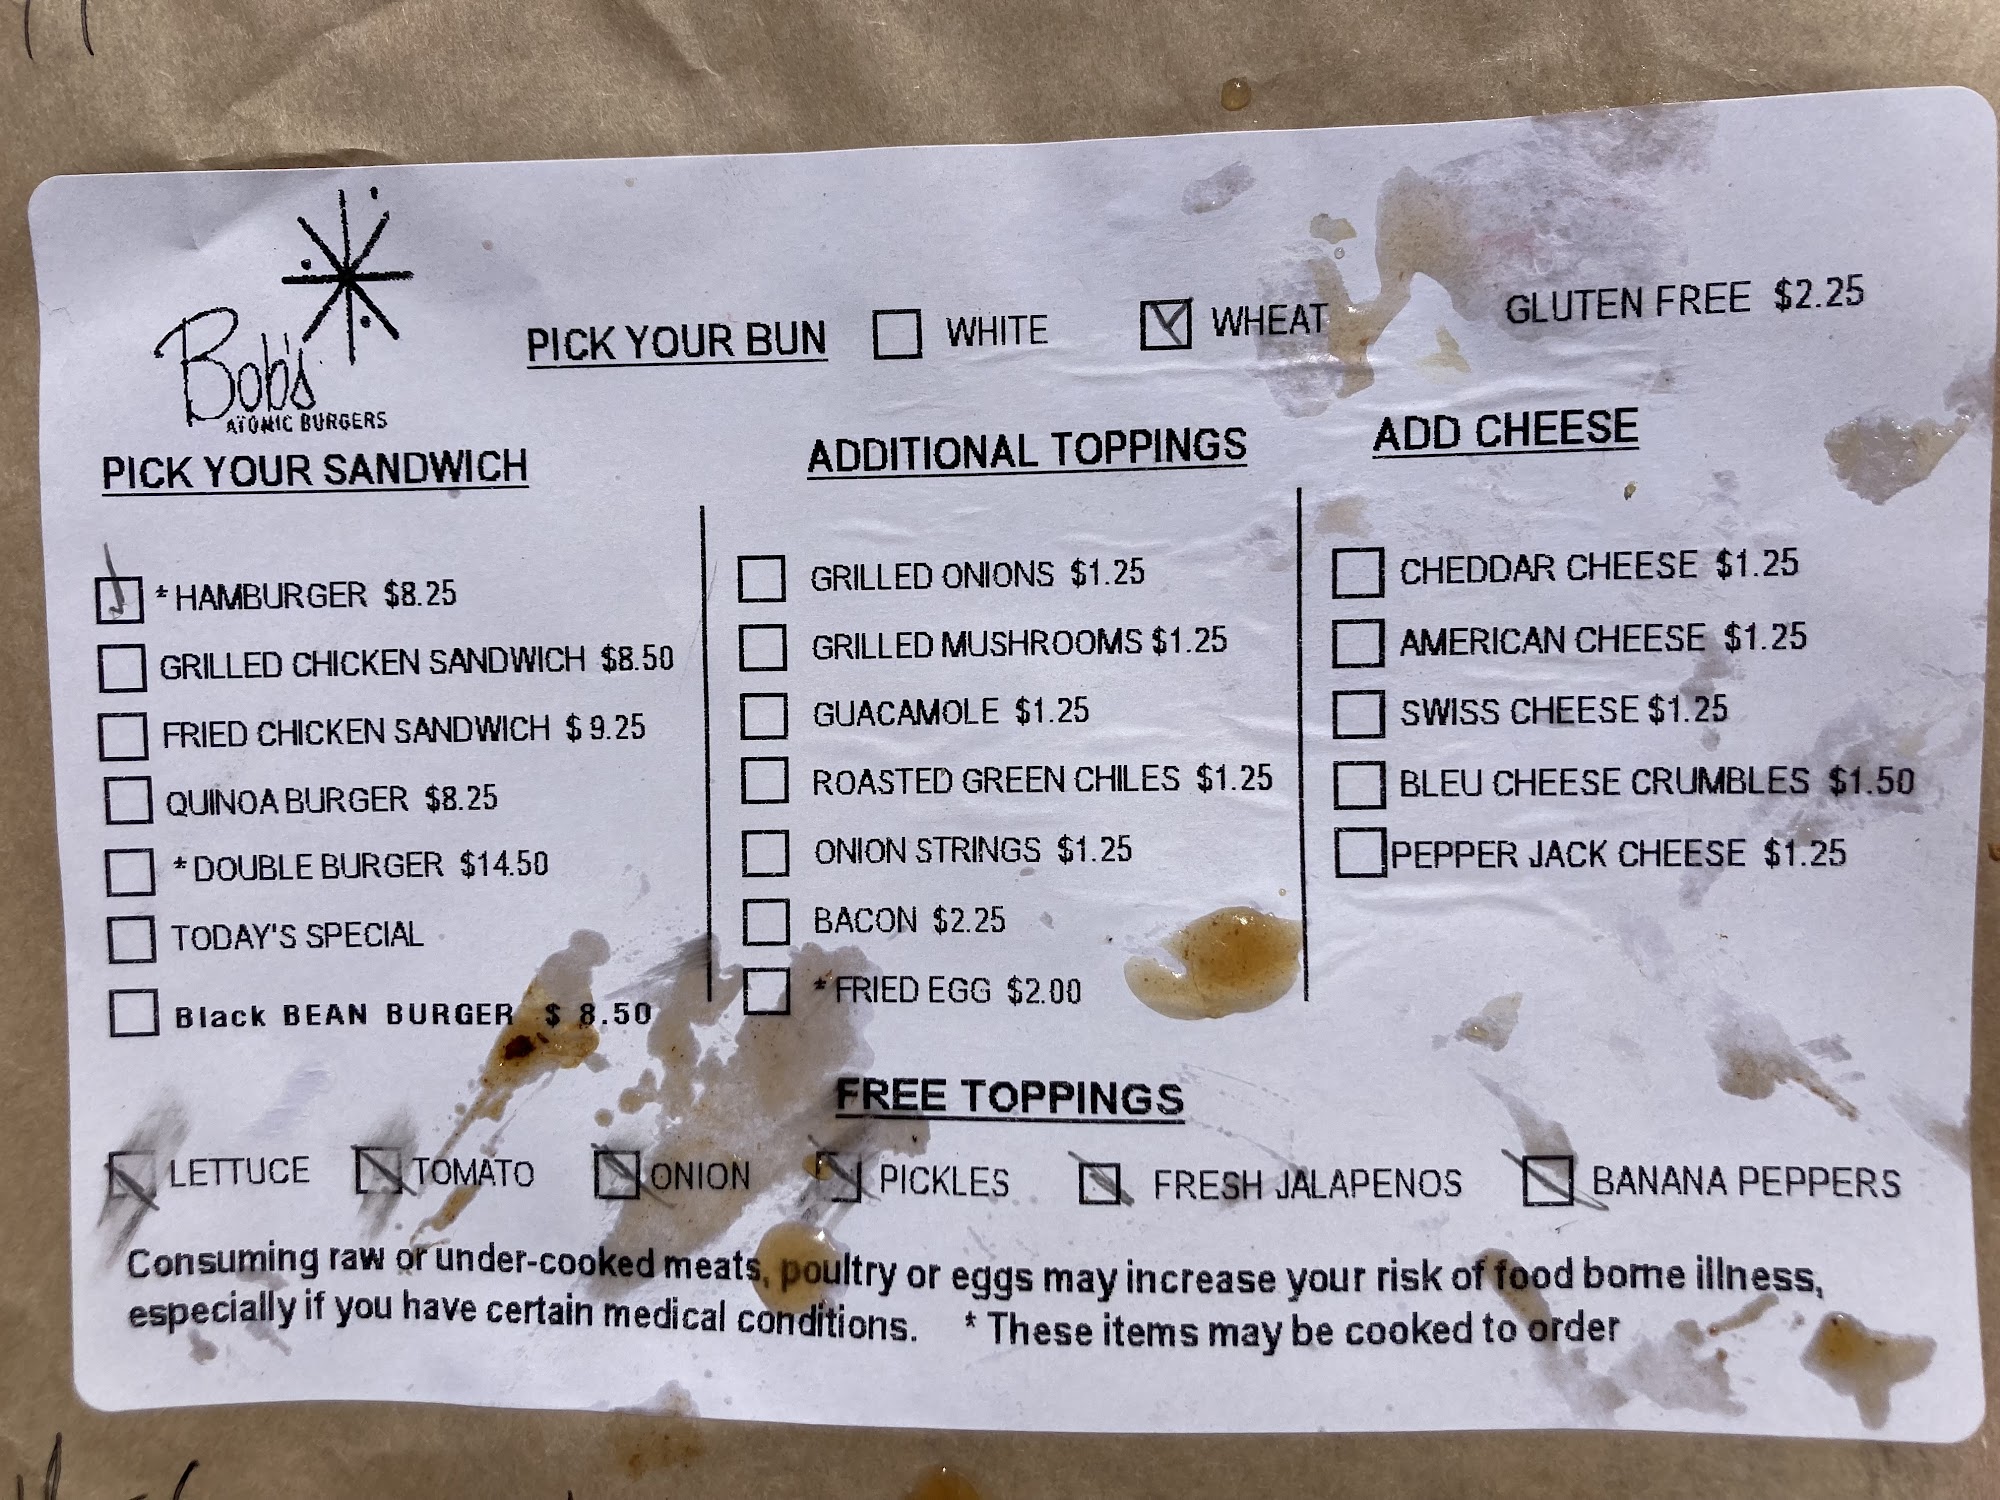 Bob's
ATOMIC BURGERS
PICK YOUR BUN WHITE WHEAT GLUTEN FREE $2.25
PICK YOUR SANDWICH
* HAMBURGER $8.25
GRILLED CHICKEN SANDWICH $8.50
FRIED CHICKEN SANDWICH $ 9.25
QUINOA BURGER $8.25
* DOUBLE BURGER $14.50
TODAY'S SPECIAL
Black BEAN BURGER $ 8.50
ADDITIONAL TOPPINGS
GRILLED ONIONS $1.25
GRILLED MUSHROOMS $1.25
GUACAMOLE $1.25
ROASTED GREEN CHILES $1.25
ONION STRINGS $1.25
BACON $2.25
* FRIED EGG $2.00
ADD CHEESE
CHEDDAR CHEESE $1.25
AMERICAN CHEESE $1.25
SWISS CHEESE $1.25
BLEU CHEESE CRUMBLES $1.50
PEPPER JACK CHEESE $1.25
FREE TOPPINGS
LETTUCE TOMATO ONION PICKLES FRESH JALAPENOS BANANA PEPPERS
Consuming raw or under-cooked meats, poultry or eggs may increase your risk of food borne illness,
especially if you have certain medical conditions. * These items may be cooked to order